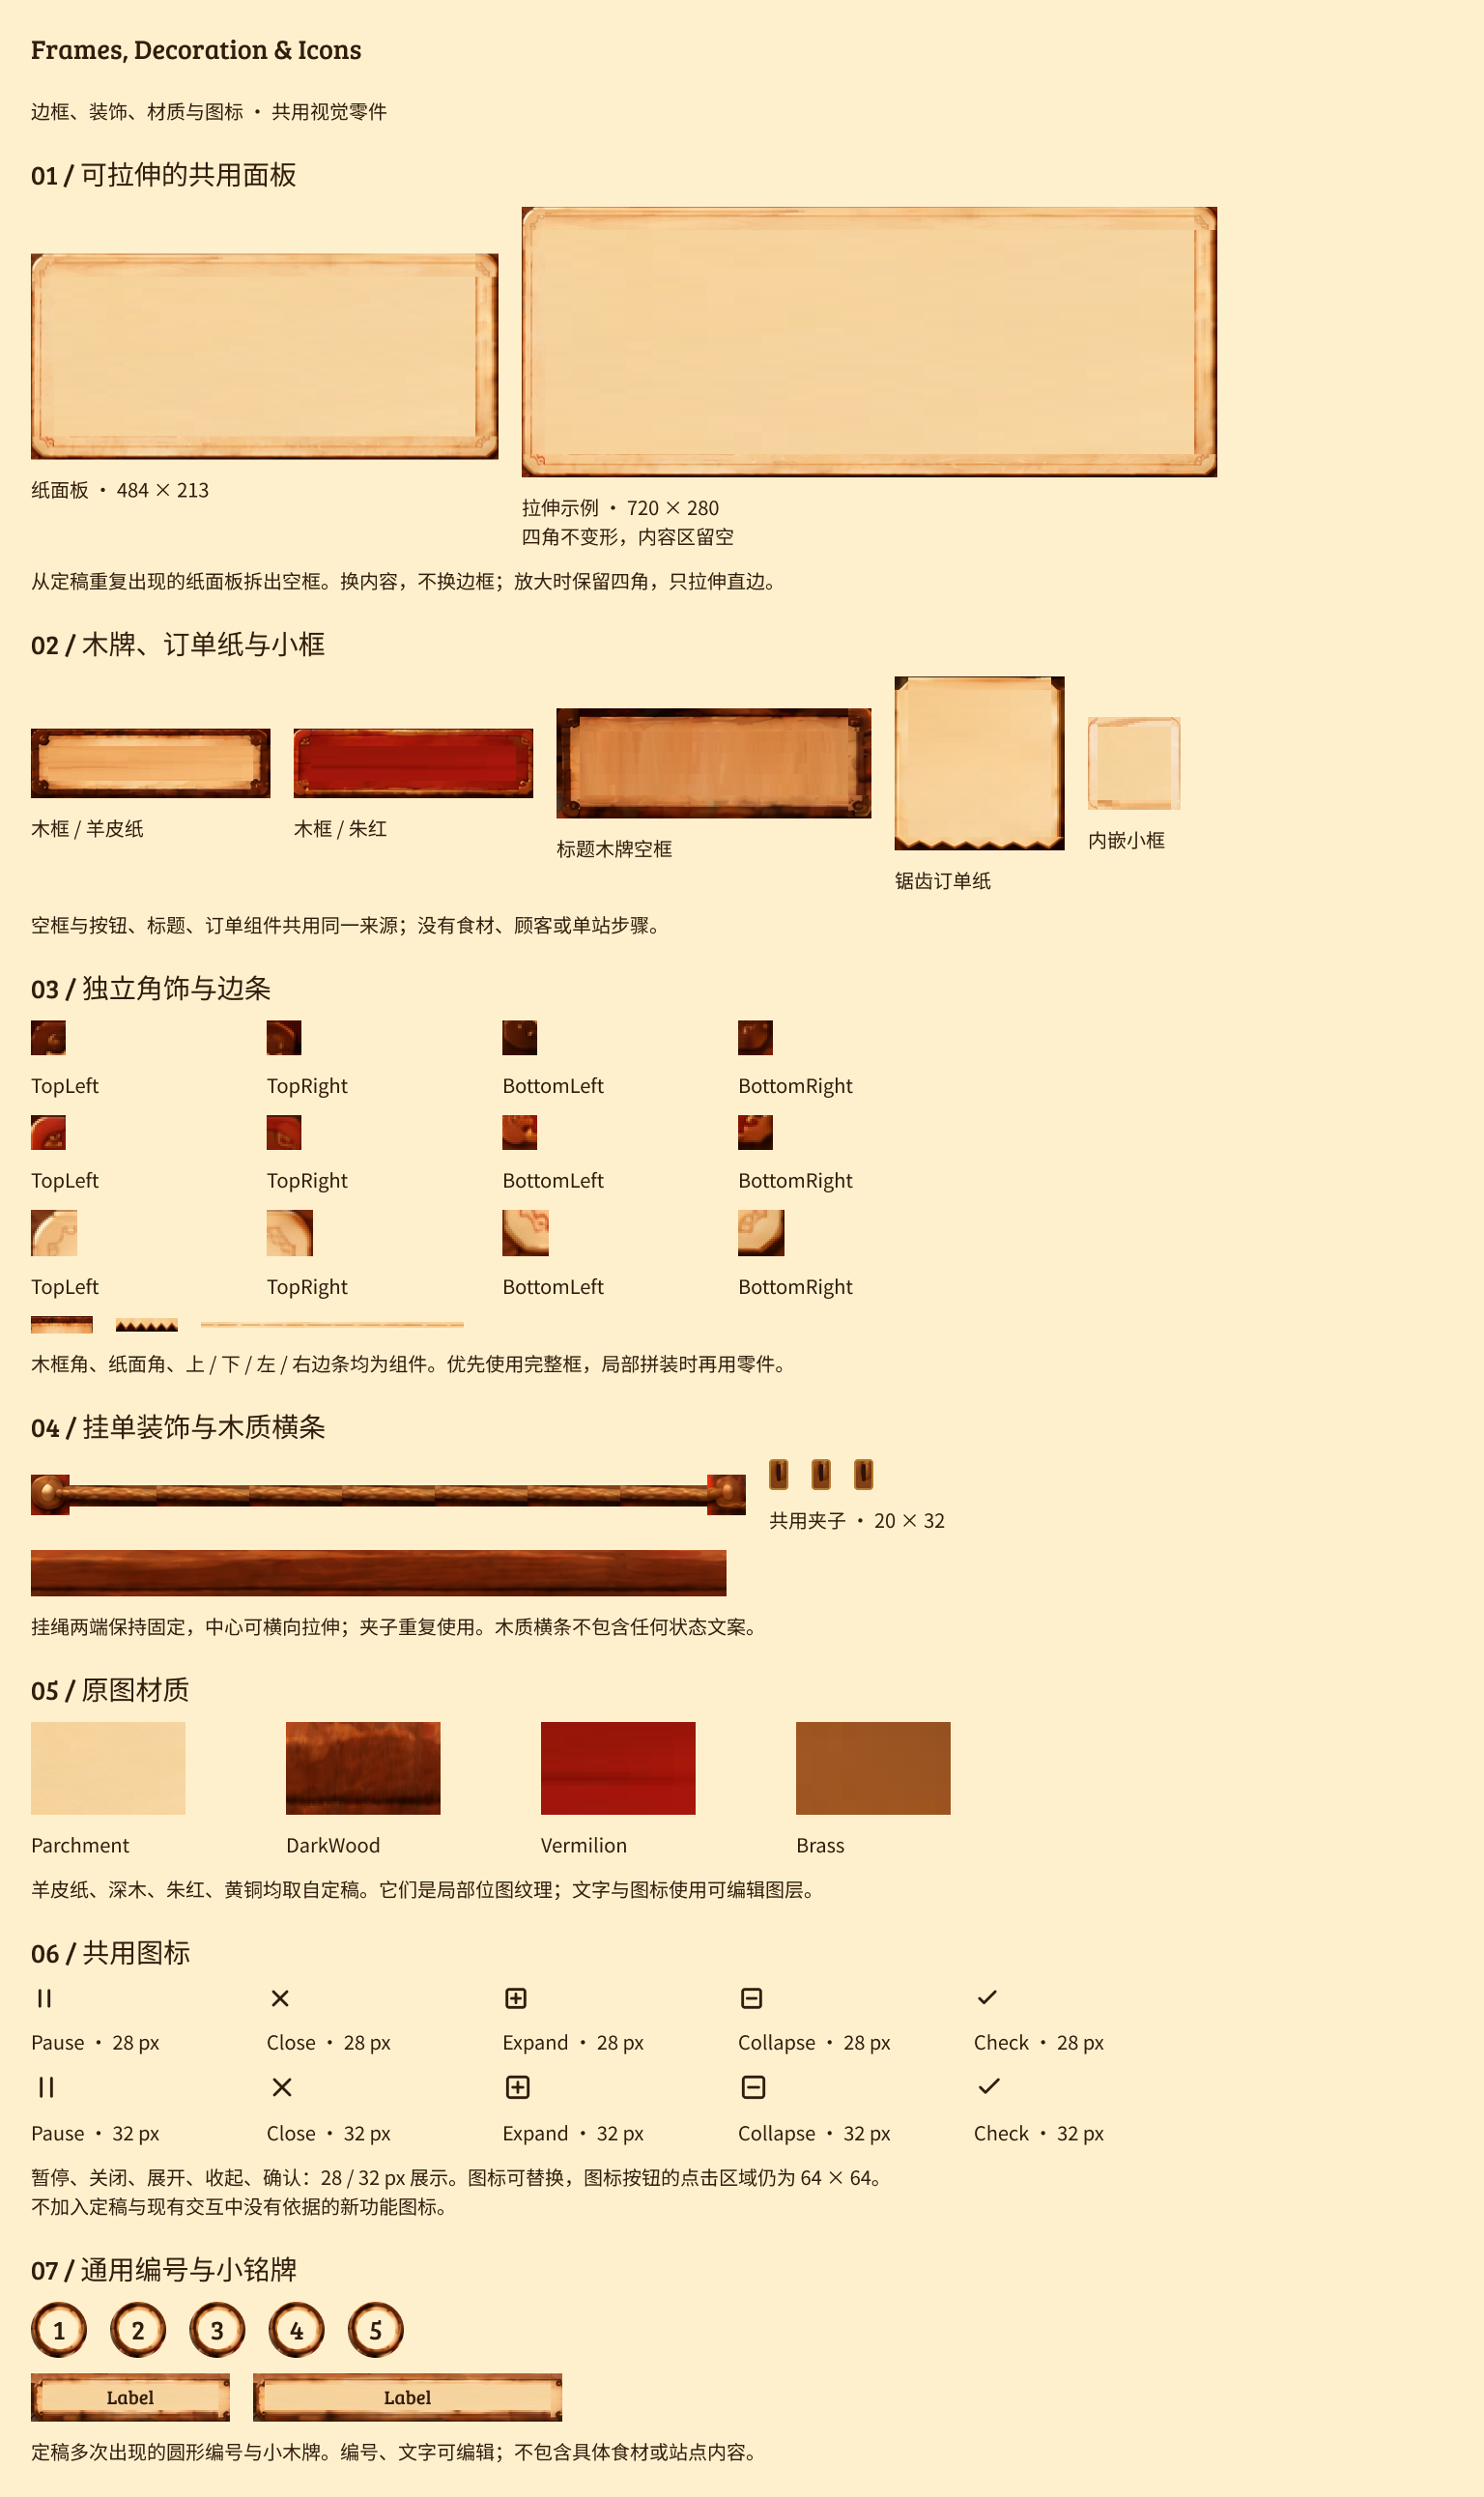 Frames, Decoration & Icons
边框、装饰、材质与图标 · 共用视觉零件
01 / 可拉伸的共用面板
纸面板 · 484 × 213
拉伸示例 · 720 × 280
四角不变形，内容区留空
从定稿重复出现的纸面板拆出空框。换内容，不换边框；放大时保留四角，只拉伸直边。
02 / 木牌、订单纸与小框
木框 / 羊皮纸
木框 / 朱红
标题木牌空框
锯齿订单纸
内嵌小框
空框与按钮、标题、订单组件共用同一来源；没有食材、顾客或单站步骤。
03 / 独立角饰与边条
TopLeft
TopRight
BottomLeft
BottomRight
TopLeft
TopRight
BottomLeft
BottomRight
TopLeft
TopRight
BottomLeft
BottomRight
木框角、纸面角、上 / 下 / 左 / 右边条均为组件。优先使用完整框，局部拼装时再用零件。
04 / 挂单装饰与木质横条
共用夹子 · 20 × 32
挂绳两端保持固定，中心可横向拉伸；夹子重复使用。木质横条不包含任何状态文案。
05 / 原图材质
Parchment
DarkWood
Vermilion
Brass
羊皮纸、深木、朱红、黄铜均取自定稿。它们是局部位图纹理；文字与图标使用可编辑图层。
06 / 共用图标
Pause · 28 px
Close · 28 px
Expand · 28 px
Collapse · 28 px
Check · 28 px
Pause · 32 px
Close · 32 px
Expand · 32 px
Collapse · 32 px
Check · 32 px
暂停、关闭、展开、收起、确认：28 / 32 px 展示。图标可替换，图标按钮的点击区域仍为 64 × 64。
不加入定稿与现有交互中没有依据的新功能图标。
07 / 通用编号与小铭牌
1
2
3
4
5
Label
Label
定稿多次出现的圆形编号与小木牌。编号、文字可编辑；不包含具体食材或站点内容。